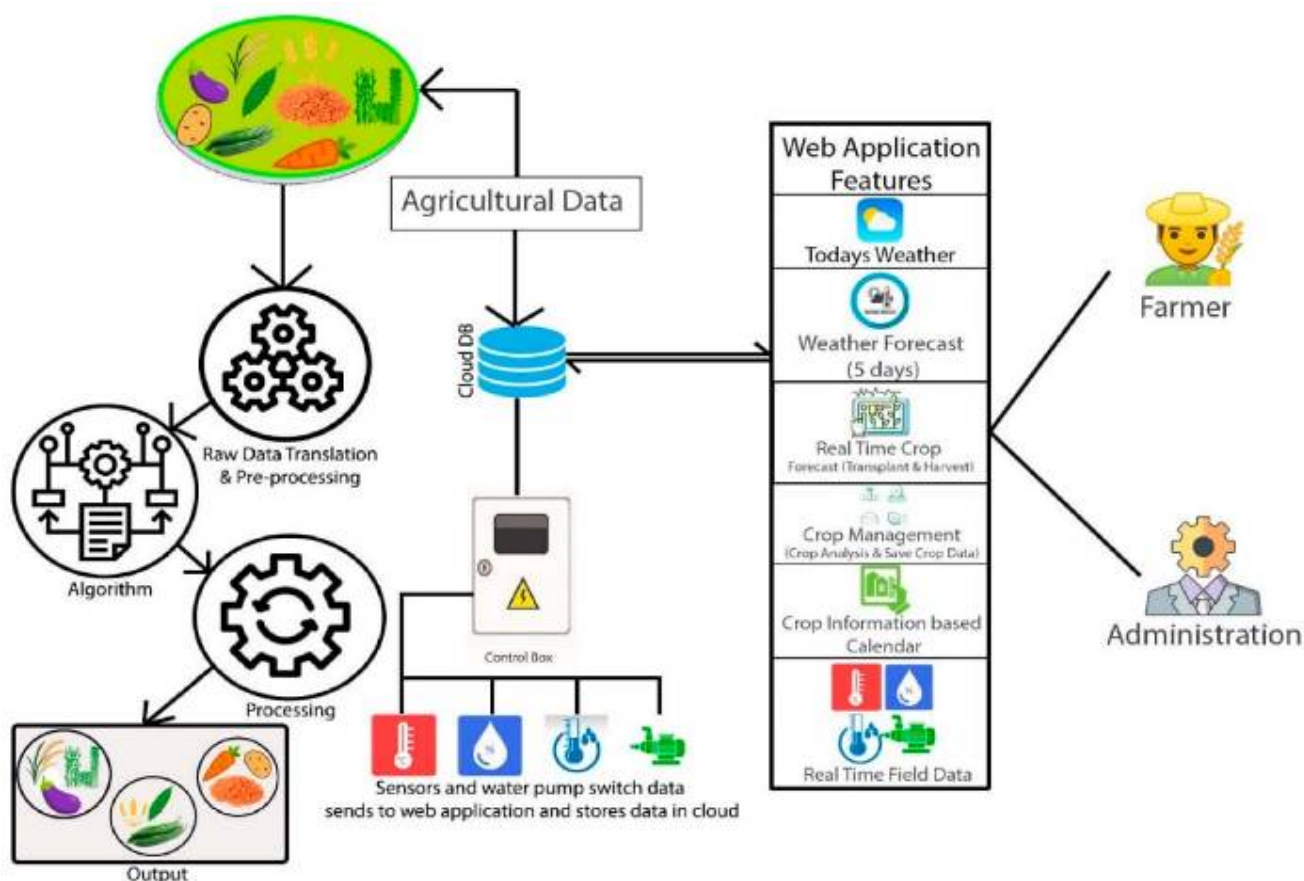 Agricultural Data
Cloud DB
Raw Data Translation
& Pre-processing
Algorithm
Processing
Output
Control Box
Sensors and water pump switch data
sends to web application and stores data in cloud
Web Application
Features
Todays Weather
Weather Forecast
(5 days)
Real Time Crop
Forecast (Transplant & Harvest)
Crop Management
(Crop Analysis & Save Crop Data)
Crop Information based
Calendar
Real Time Field Data
Farmer
Administration